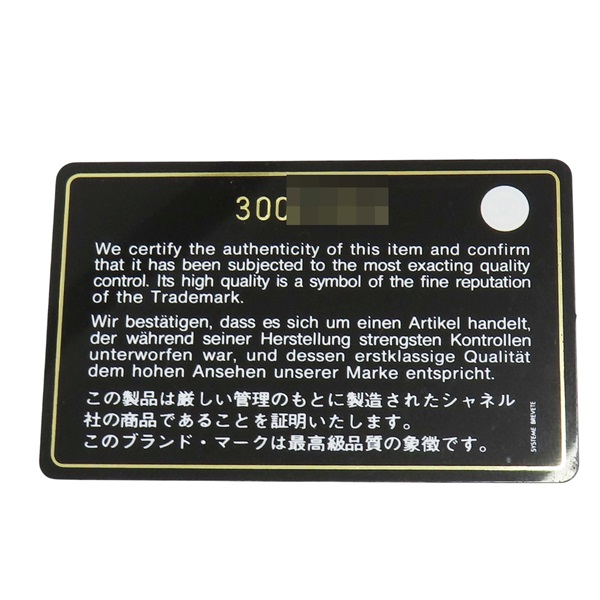 300
We certify the authenticity of this item and confirm
that it has been subjected to the most exacting quality
control. Its high quality is a symbol of the fine reputation
of the Trademark.
Wir bestätigen, dass es sich um einen Artikel handelt,
der während seiner Herstellung strengsten Kontrollen
unterworfen war, und dessen erstklassige Qualität
dem hohen Ansehen unserer Marke entspricht.
この製品は厳しい管理のもとに製造されたシャネル
社の商品であることを証明いたします。
このブランド・マークは最高級品質の象徴です。
SYSTEME BREVETE